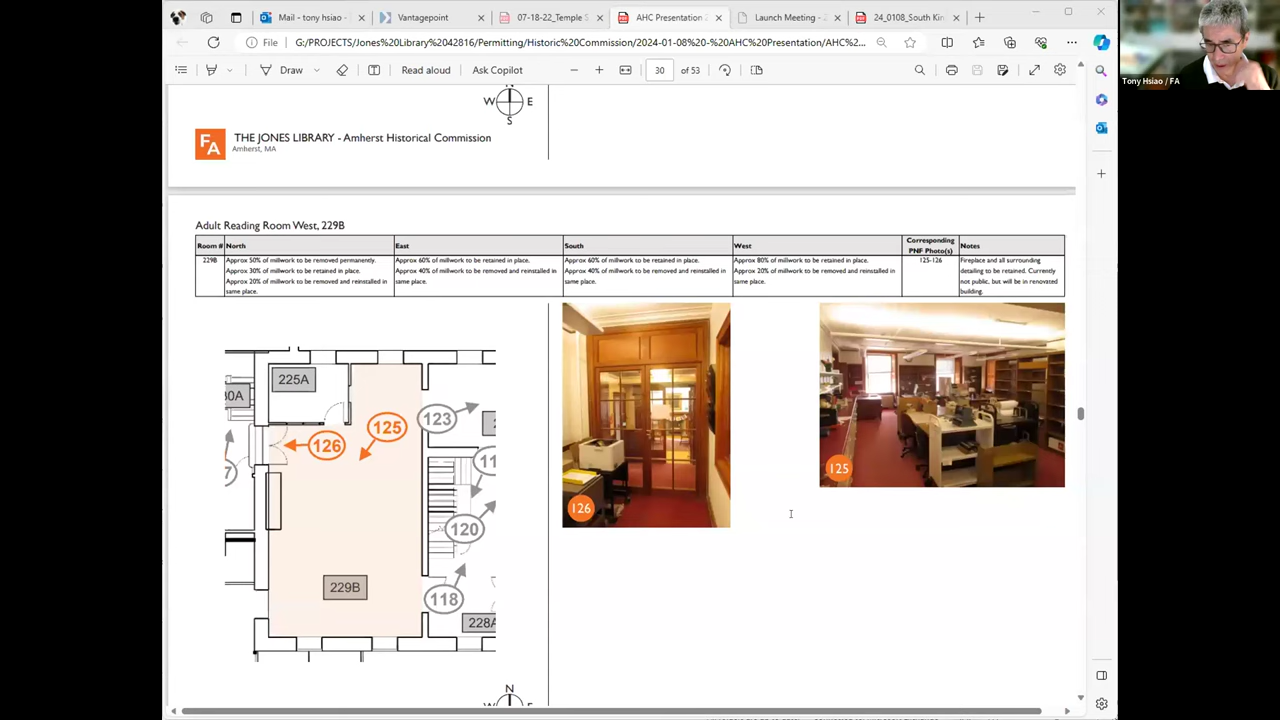 Mail - tony hsiao -
Vantagepoint
07-18-22_Temple S
AHC Presentation 2
Launch Meeting - 2
24_0108_South Kin
File
G:/PROJECTS/Jones%20Library%2042816/Permitting/Historic%20Commission/2024-01-08%20-%20AHC%20Presentation/AHC%...
Draw
Read aloud
Ask Copilot
30 of 53
Tony Hsiao / FA
N
W E
S
FA
THE JONES LIBRARY - Amherst Historical Commission
Amherst, MA
Adult Reading Room West, 229B
Room # North East South West Corresponding PNF Photo(s) Notes
229B
Approx 50% of millwork to be removed permanently.
Approx 30% of millwork to be retained in place.
Approx 20% of millwork to be removed and reinstalled in
same place.
Approx 60% of millwork to be retained in place.
Approx 40% of millwork to be removed and reinstalled in
same place.
Approx 60% of millwork to be retained in place.
Approx 40% of millwork to be removed and reinstalled in
same place.
Approx 80% of millwork to be retained in place.
Approx 20% of millwork to be removed and reinstalled in
same place.
125-126
Fireplace and all surrounding
detailing to be retained. Currently
not public, but will be in renovated
building.
225A
30A
123
125
126
7
11
120
229B
118
228A
126
125
N
W E